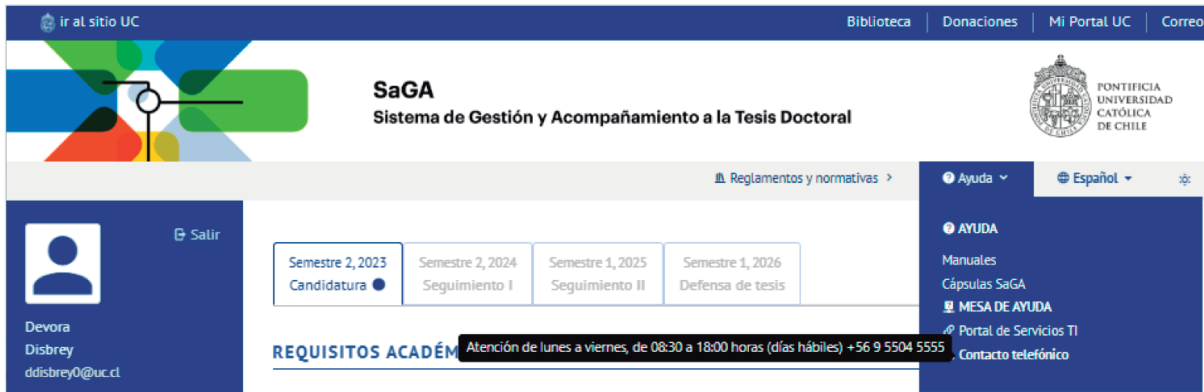 ir al sitio UC
Biblioteca
Donaciones
Mi Portal UC
Correo
SaGA
Sistema de Gestión y Acompañamiento a la Tesis Doctoral
PONTIFICIA
UNIVERSIDAD
CATÓLICA
DE CHILE
Reglamentos y normativas >
Ayuda
Español
Salir
Devora
Disbrey
ddisbrey0@uc.cl
Semestre 2, 2023
Candidatura
Semestre 2, 2024
Seguimiento I
Semestre 1, 2025
Seguimiento II
Semestre 1, 2026
Defensa de tesis
REQUISITOS ACADÉM
Atención de lunes a viernes, de 08:30 a 18:00 horas (días hábiles) +56 9 5504 5555
AYUDA
Manuales
Cápsulas SaGA
MESA DE AYUDA
Portal de Servicios TI
Contacto telefónico